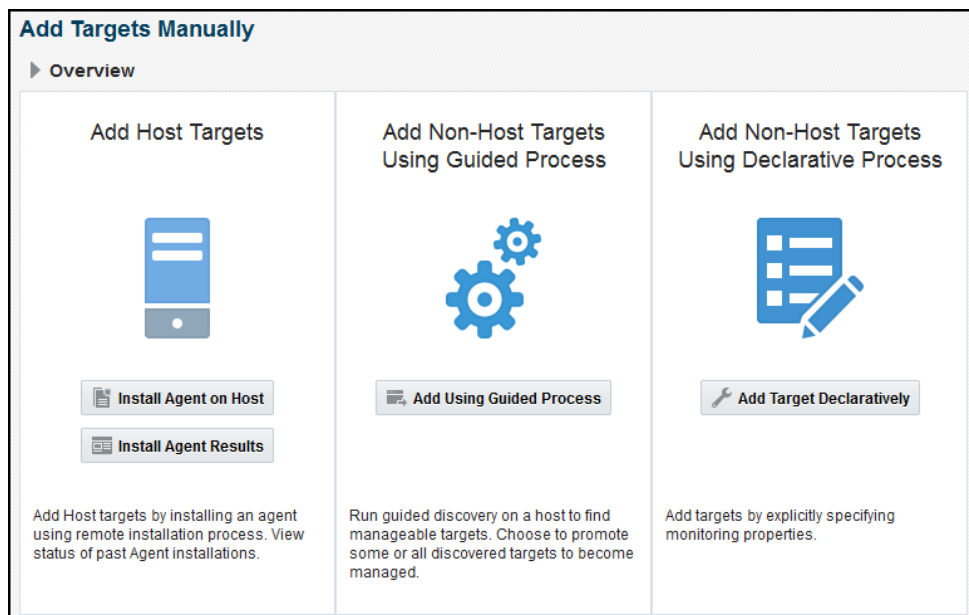 Add Targets Manually
Overview
Add Host Targets
Install Agent on Host
Install Agent Results
Add Host targets by installing an agent
using remote installation process. View
status of past Agent installations.
Add Non-Host Targets
Using Guided Process
Add Using Guided Process
Run guided discovery on a host to find
manageable targets. Choose to promote
some or all discovered targets to become
managed.
Add Non-Host Targets
Using Declarative Process
Add Target Declaratively
Add targets by explicitly specifying
monitoring properties.